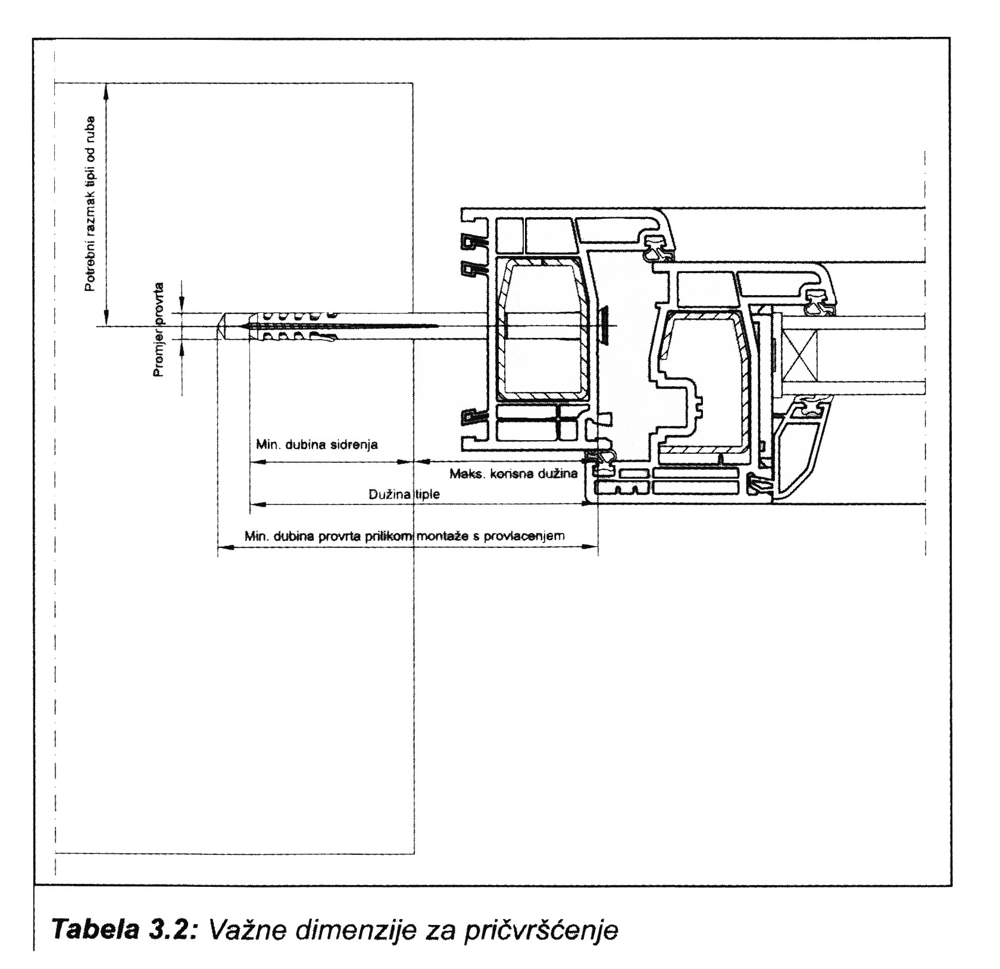 Potrebni razmak tipli od ruba
Promjer provrta
Min. dubina sidrenja
Maks. korisna dužina
Dužina tiple
Min. dubina provrta prilikom montaže s provlacenjem
Tabela 3.2: Važne dimenzije za pričvršćenje